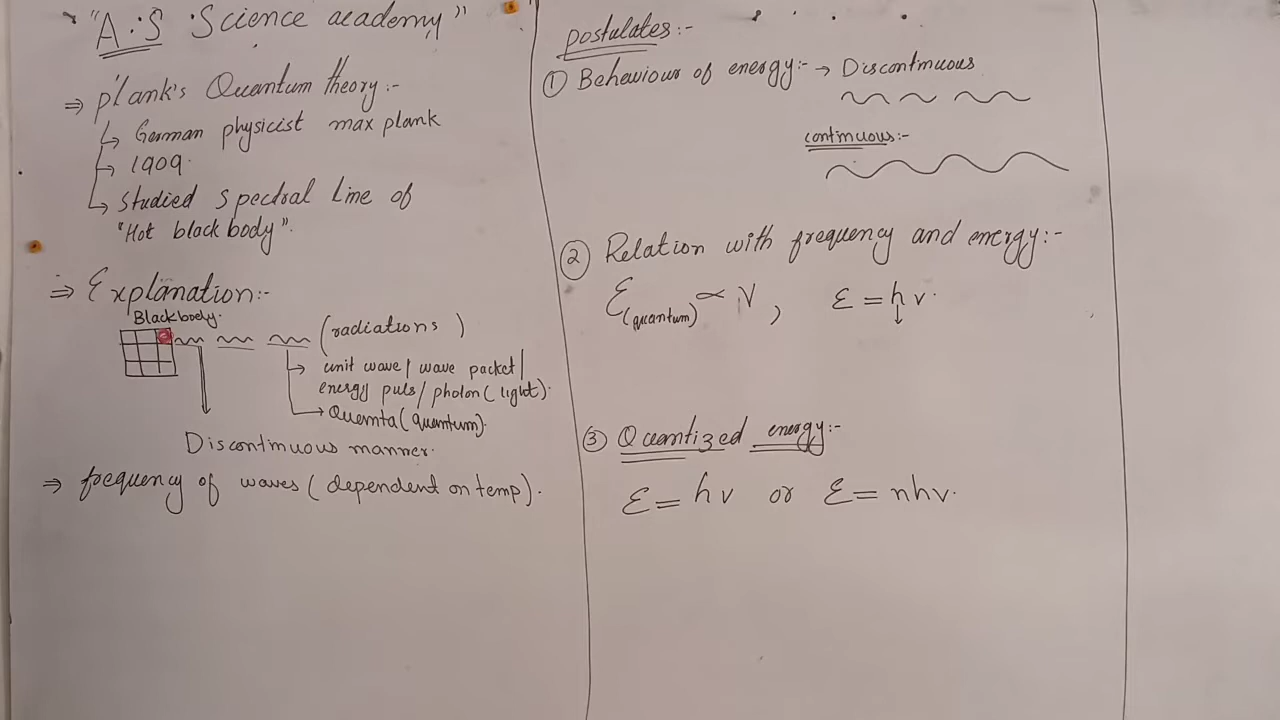 "A.S Science academy"
⇒ plank's Quantum theory:-
↳ German physicist max plank
↳ 1909.
↳ studied spectral line of
"Hot black body".
⇒ Explanation:-
Blackbody.
(radiations)
unit wave/ wave packet/
energy puls/ photon (light).
→ Quanta (quantum).
Discontinuous manner.
⇒ frequency of waves (dependent on temp).
postulates:-
① Behaviour of energy:- → Discontinuous
continuous:-
② Relation with frequency and energy:-
E(quantum) ∝ ν, E = hν.
③ Quantized energy:-
E = hν or E = nhν.